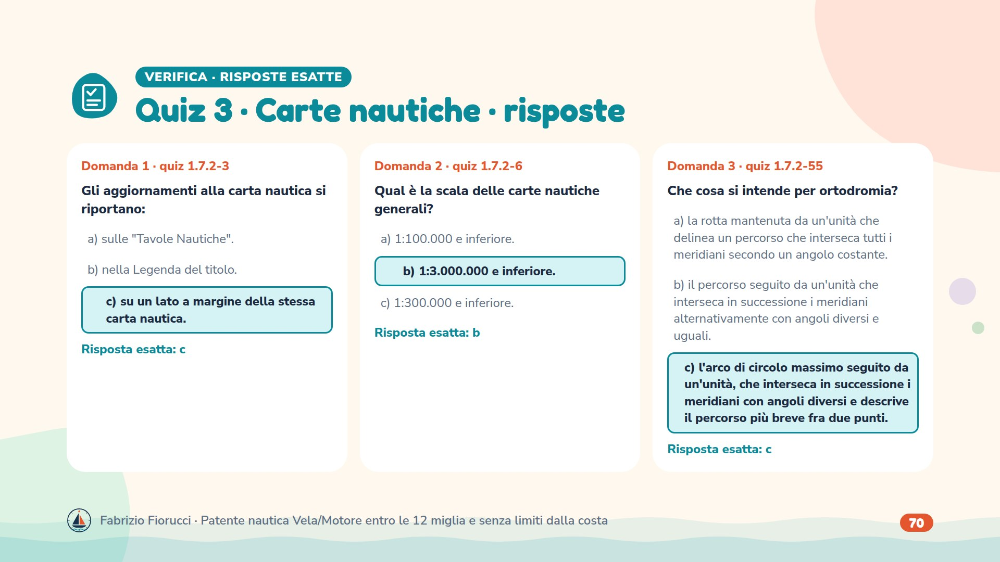 VERIFICA · RISPOSTE ESATTE
Quiz 3 · Carte nautiche · risposte
Domanda 1 · quiz 1.7.2-3
Gli aggiornamenti alla carta nautica si
riportano:
a) sulle "Tavole Nautiche".
b) nella Legenda del titolo.
c) su un lato a margine della stessa
carta nautica.
Risposta esatta: c
Domanda 2 · quiz 1.7.2-6
Qual è la scala delle carte nautiche
generali?
a) 1:100.000 e inferiore.
b) 1:3.000.000 e inferiore.
c) 1:300.000 e inferiore.
Risposta esatta: b
Domanda 3 · quiz 1.7.2-55
Che cosa si intende per ortodromia?
a) la rotta mantenuta da un'unità che
delinea un percorso che interseca tutti i
meridiani secondo un angolo costante.
b) il percorso seguito da un'unità che
interseca in successione i meridiani
alternativamente con angoli diversi e
uguali.
c) l'arco di circolo massimo seguito da
un'unità, che interseca in successione i
meridiani con angoli diversi e descrive
il percorso più breve fra due punti.
Risposta esatta: c
Fabrizio Fiorucci · Patente nautica Vela/Motore entro le 12 miglia e senza limiti dalla costa
70